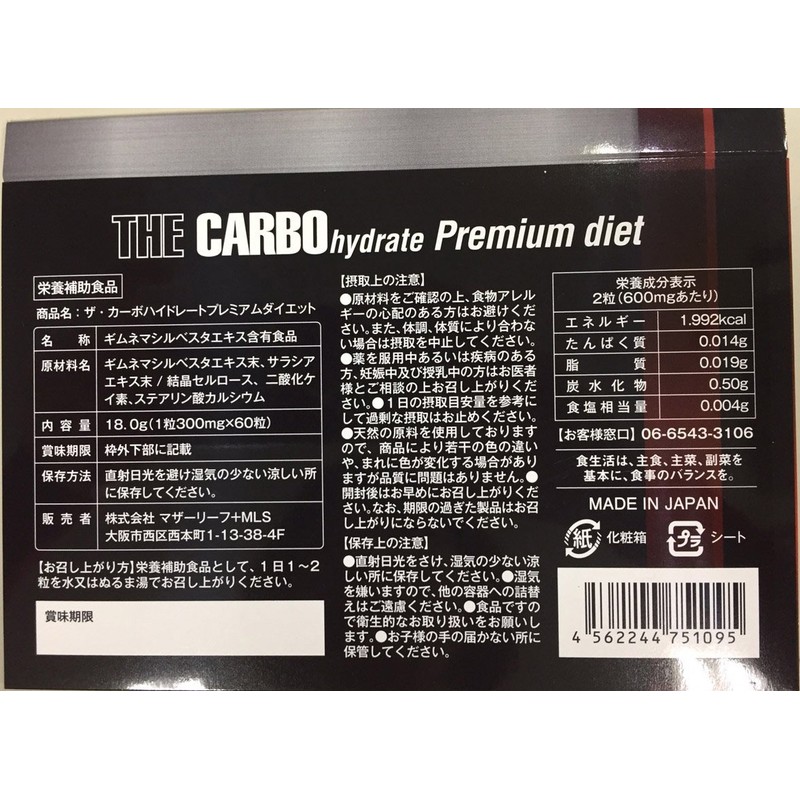 THE CARBOhydrate Premium diet
栄養補助食品
商品名：ザ・カーボハイドレートプレミアムダイエット
名称 ギムネマシルベスタエキス含有食品
原材料名 ギムネマシルベスタエキス末、サラシア
エキス末 / 結晶セルロース、二酸化ケ
イ素、ステアリン酸カルシウム
内容量 18.0g(1粒300mg×60粒)
賞味期限 枠外下部に記載
保存方法 直射日光を避け湿気の少ない涼しい所
に保存してください。
販売者 株式会社 マザーリーフ+MLS
大阪市西区西本町1-13-38-4F
【お召し上がり方】栄養補助食品として、1日1〜2
粒を水又はぬるま湯でお召し上がりください。
賞味期限
【摂取上の注意】
●原材料をご確認の上、食物アレル
ギーの心配のある方はお避けくだ
さい。また、体調、体質により合わな
い場合は摂取を中止してください。
●薬を服用中あるいは疾病のある
方、妊娠中及び授乳中の方はお医者
様とご相談の上お召し上がりくださ
い。●1日の摂取目安量を参考に
して過剰な摂取はお止めください。
●天然の原料を使用しております
ので、商品により若干の色の違い
や、まれに色が変化する場合があり
ますが品質に問題はありません。●
開封後はお早めにお召し上がりくだ
さい。なお、期限の過ぎた製品はお召
し上がりにならないでください。
【保存上の注意】
●直射日光をさけ、湿気の少ない涼
しい所に保存してください。●湿気
を嫌いますので、他の容器への詰替
えはご遠慮ください。●食品ですの
で衛生的なお取り扱いをお願いしま
す。●お子様の手の届かない所に
保管してください。
栄養成分表示
2粒(600mgあたり)
エネルギー 1.992kcal
たんぱく質 0.014g
脂質 0.019g
炭水化物 0.50g
食塩相当量 0.004g
【お客様窓口】06-6543-3106
食生活は、主食、主菜、副菜を
基本に、食事のバランスを。
MADE IN JAPAN
紙 化粧箱 プラ シート
4 562244 751095